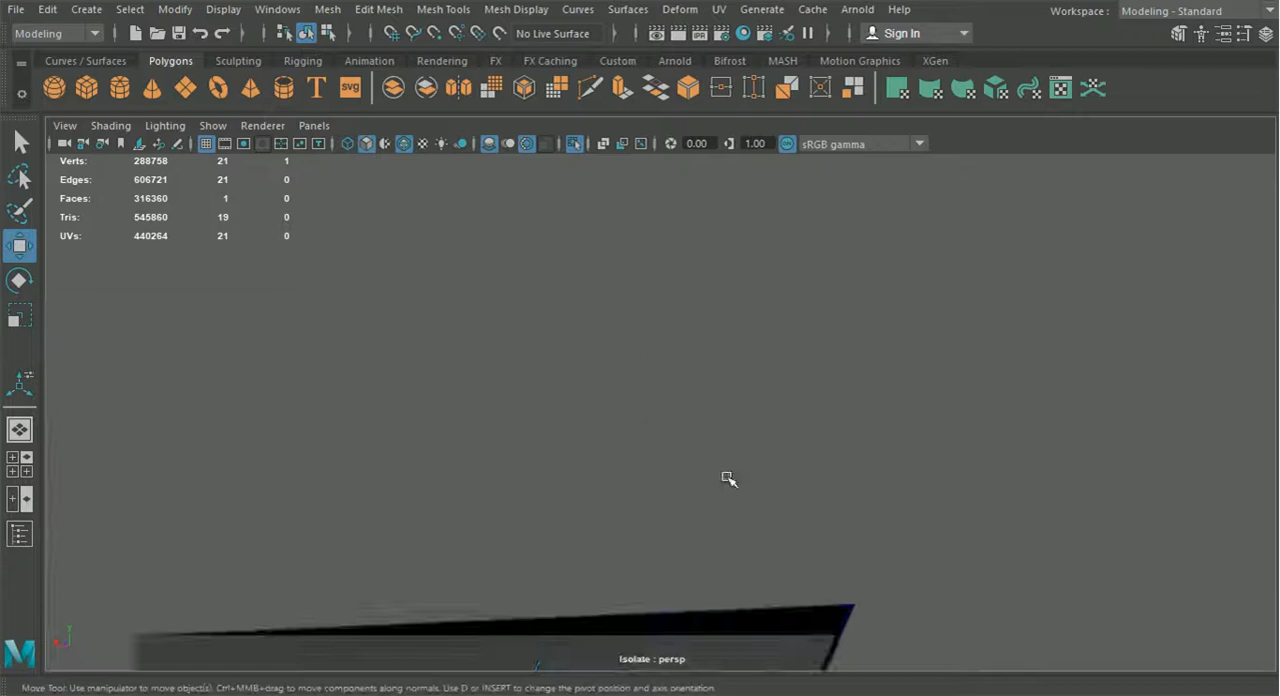 File Edit Create Select Modify Display Windows Mesh Edit Mesh Mesh Tools Mesh Display Curves Surfaces Deform UV Generate Cache Arnold Help Workspace : Modeling - Standard
Modeling No Live Surface Sign In
Curves / Surfaces Polygons Sculpting Rigging Animation Rendering FX FX Caching Custom Arnold Bifrost MASH Motion Graphics XGen
T svg
View Shading Lighting Show Renderer Panels
0.00 1.00 sRGB gamma
Verts: 288758 21 1
Edges: 606721 21 0
Faces: 316360 1 0
Tris: 545860 19 0
UVs: 440264 21 0
Isolate : persp
Move Tool: Use manipulator to move object(s). Ctrl+MMB+drag to move components along normals. Use D or INSERT to change the pivot position and axis orientation.